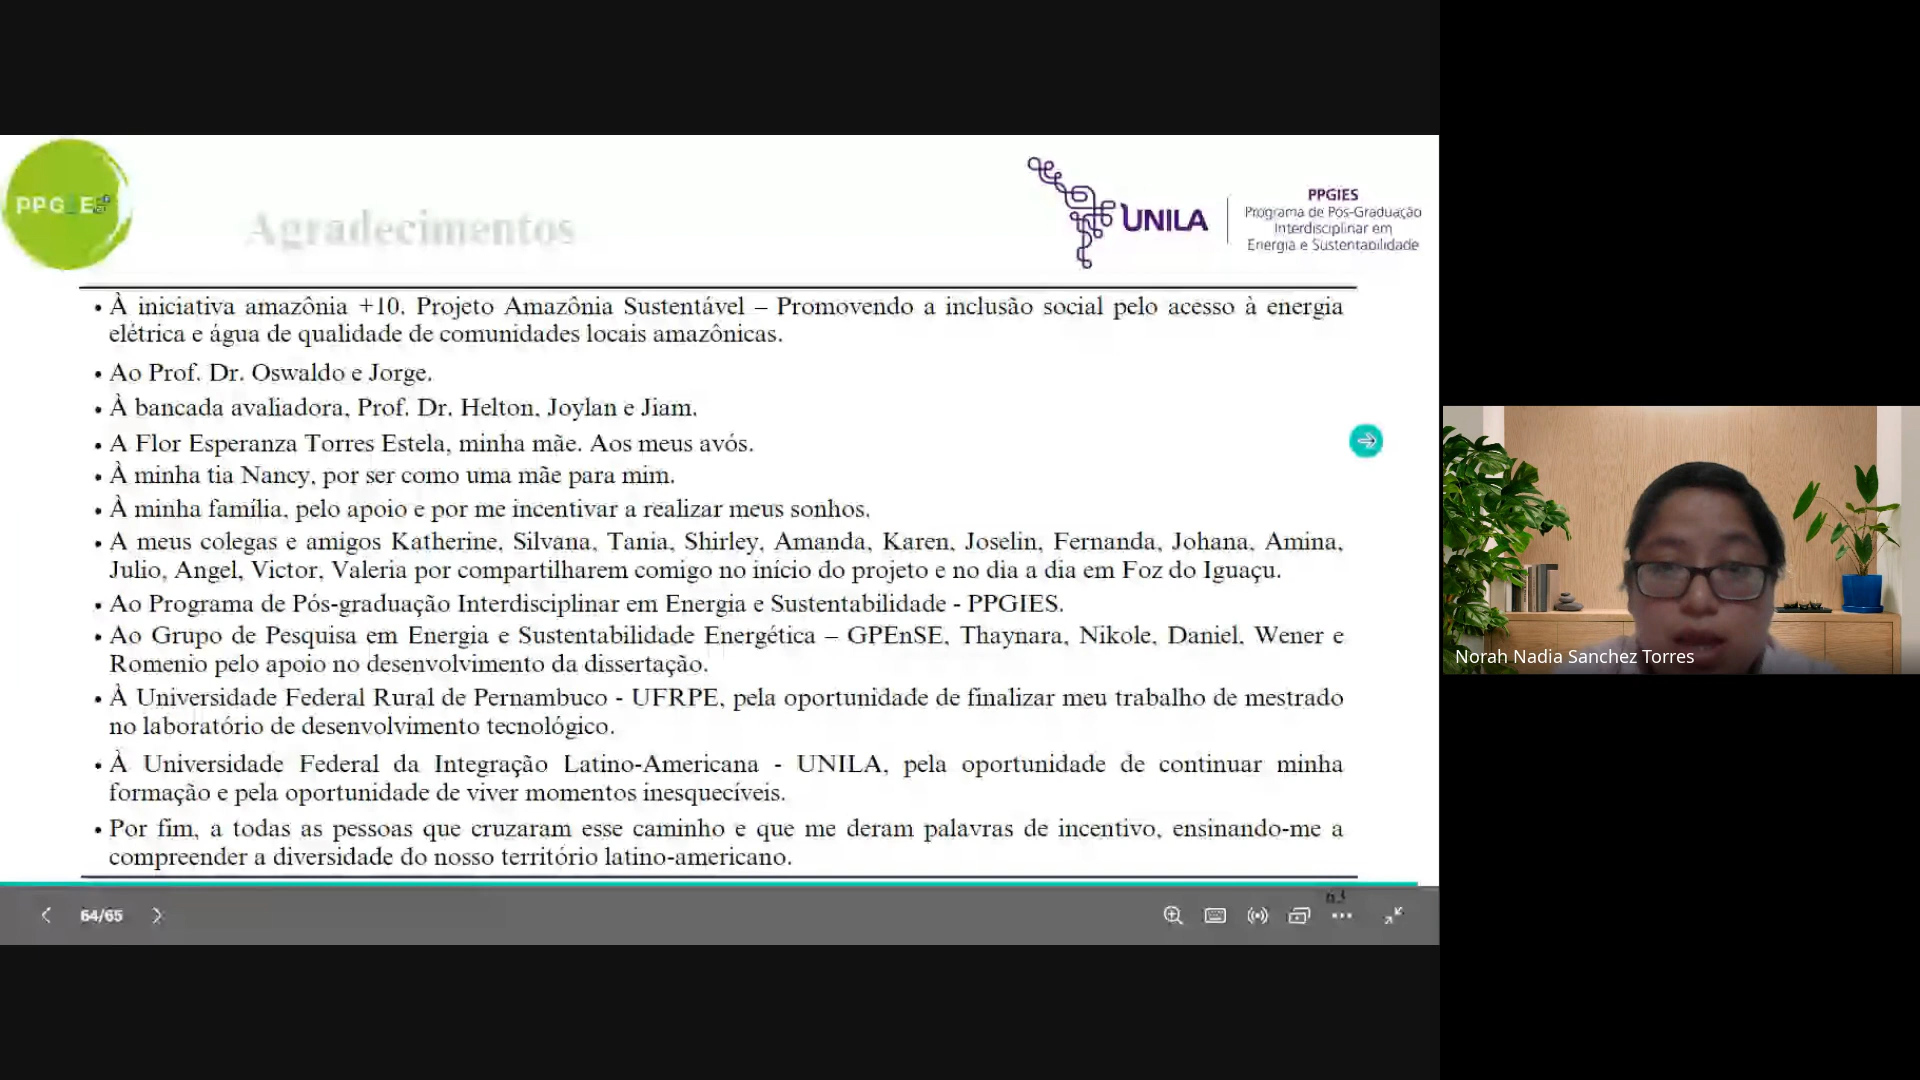 PPG
Agradecimentos
UNILA
PPGIES
Programa de Pós-Graduação
Interdisciplinar em
Energia e Sustentabilidade
• À iniciativa amazônia +10. Projeto Amazônia Sustentável – Promovendo a inclusão social pelo acesso à energia
elétrica e água de qualidade de comunidades locais amazônicas.
• Ao Prof. Dr. Oswaldo e Jorge.
• À bancada avaliadora, Prof. Dr. Helton, Joylan e Jiam.
• A Flor Esperanza Torres Estela, minha mãe. Aos meus avós.
• À minha tia Nancy, por ser como uma mãe para mim.
• À minha família, pelo apoio e por me incentivar a realizar meus sonhos.
• A meus colegas e amigos Katherine, Silvana, Tania, Shirley, Amanda, Karen, Joselin, Fernanda, Johana, Amina,
Julio, Angel, Victor, Valeria por compartilharem comigo no início do projeto e no dia a dia em Foz do Iguaçu.
• Ao Programa de Pós-graduação Interdisciplinar em Energia e Sustentabilidade - PPGIES.
• Ao Grupo de Pesquisa em Energia e Sustentabilidade Energética – GPEnSE, Thaynara, Nikole, Daniel, Wener e
Romenio pelo apoio no desenvolvimento da dissertação.
• À Universidade Federal Rural de Pernambuco - UFRPE, pela oportunidade de finalizar meu trabalho de mestrado
no laboratório de desenvolvimento tecnológico.
• À Universidade Federal da Integração Latino-Americana - UNILA, pela oportunidade de continuar minha
formação e pela oportunidade de viver momentos inesquecíveis.
• Por fim, a todas as pessoas que cruzaram esse caminho e que me deram palavras de incentivo, ensinando-me a
compreender a diversidade do nosso território latino-americano.
64/65
Norah Nadia Sanchez Torres